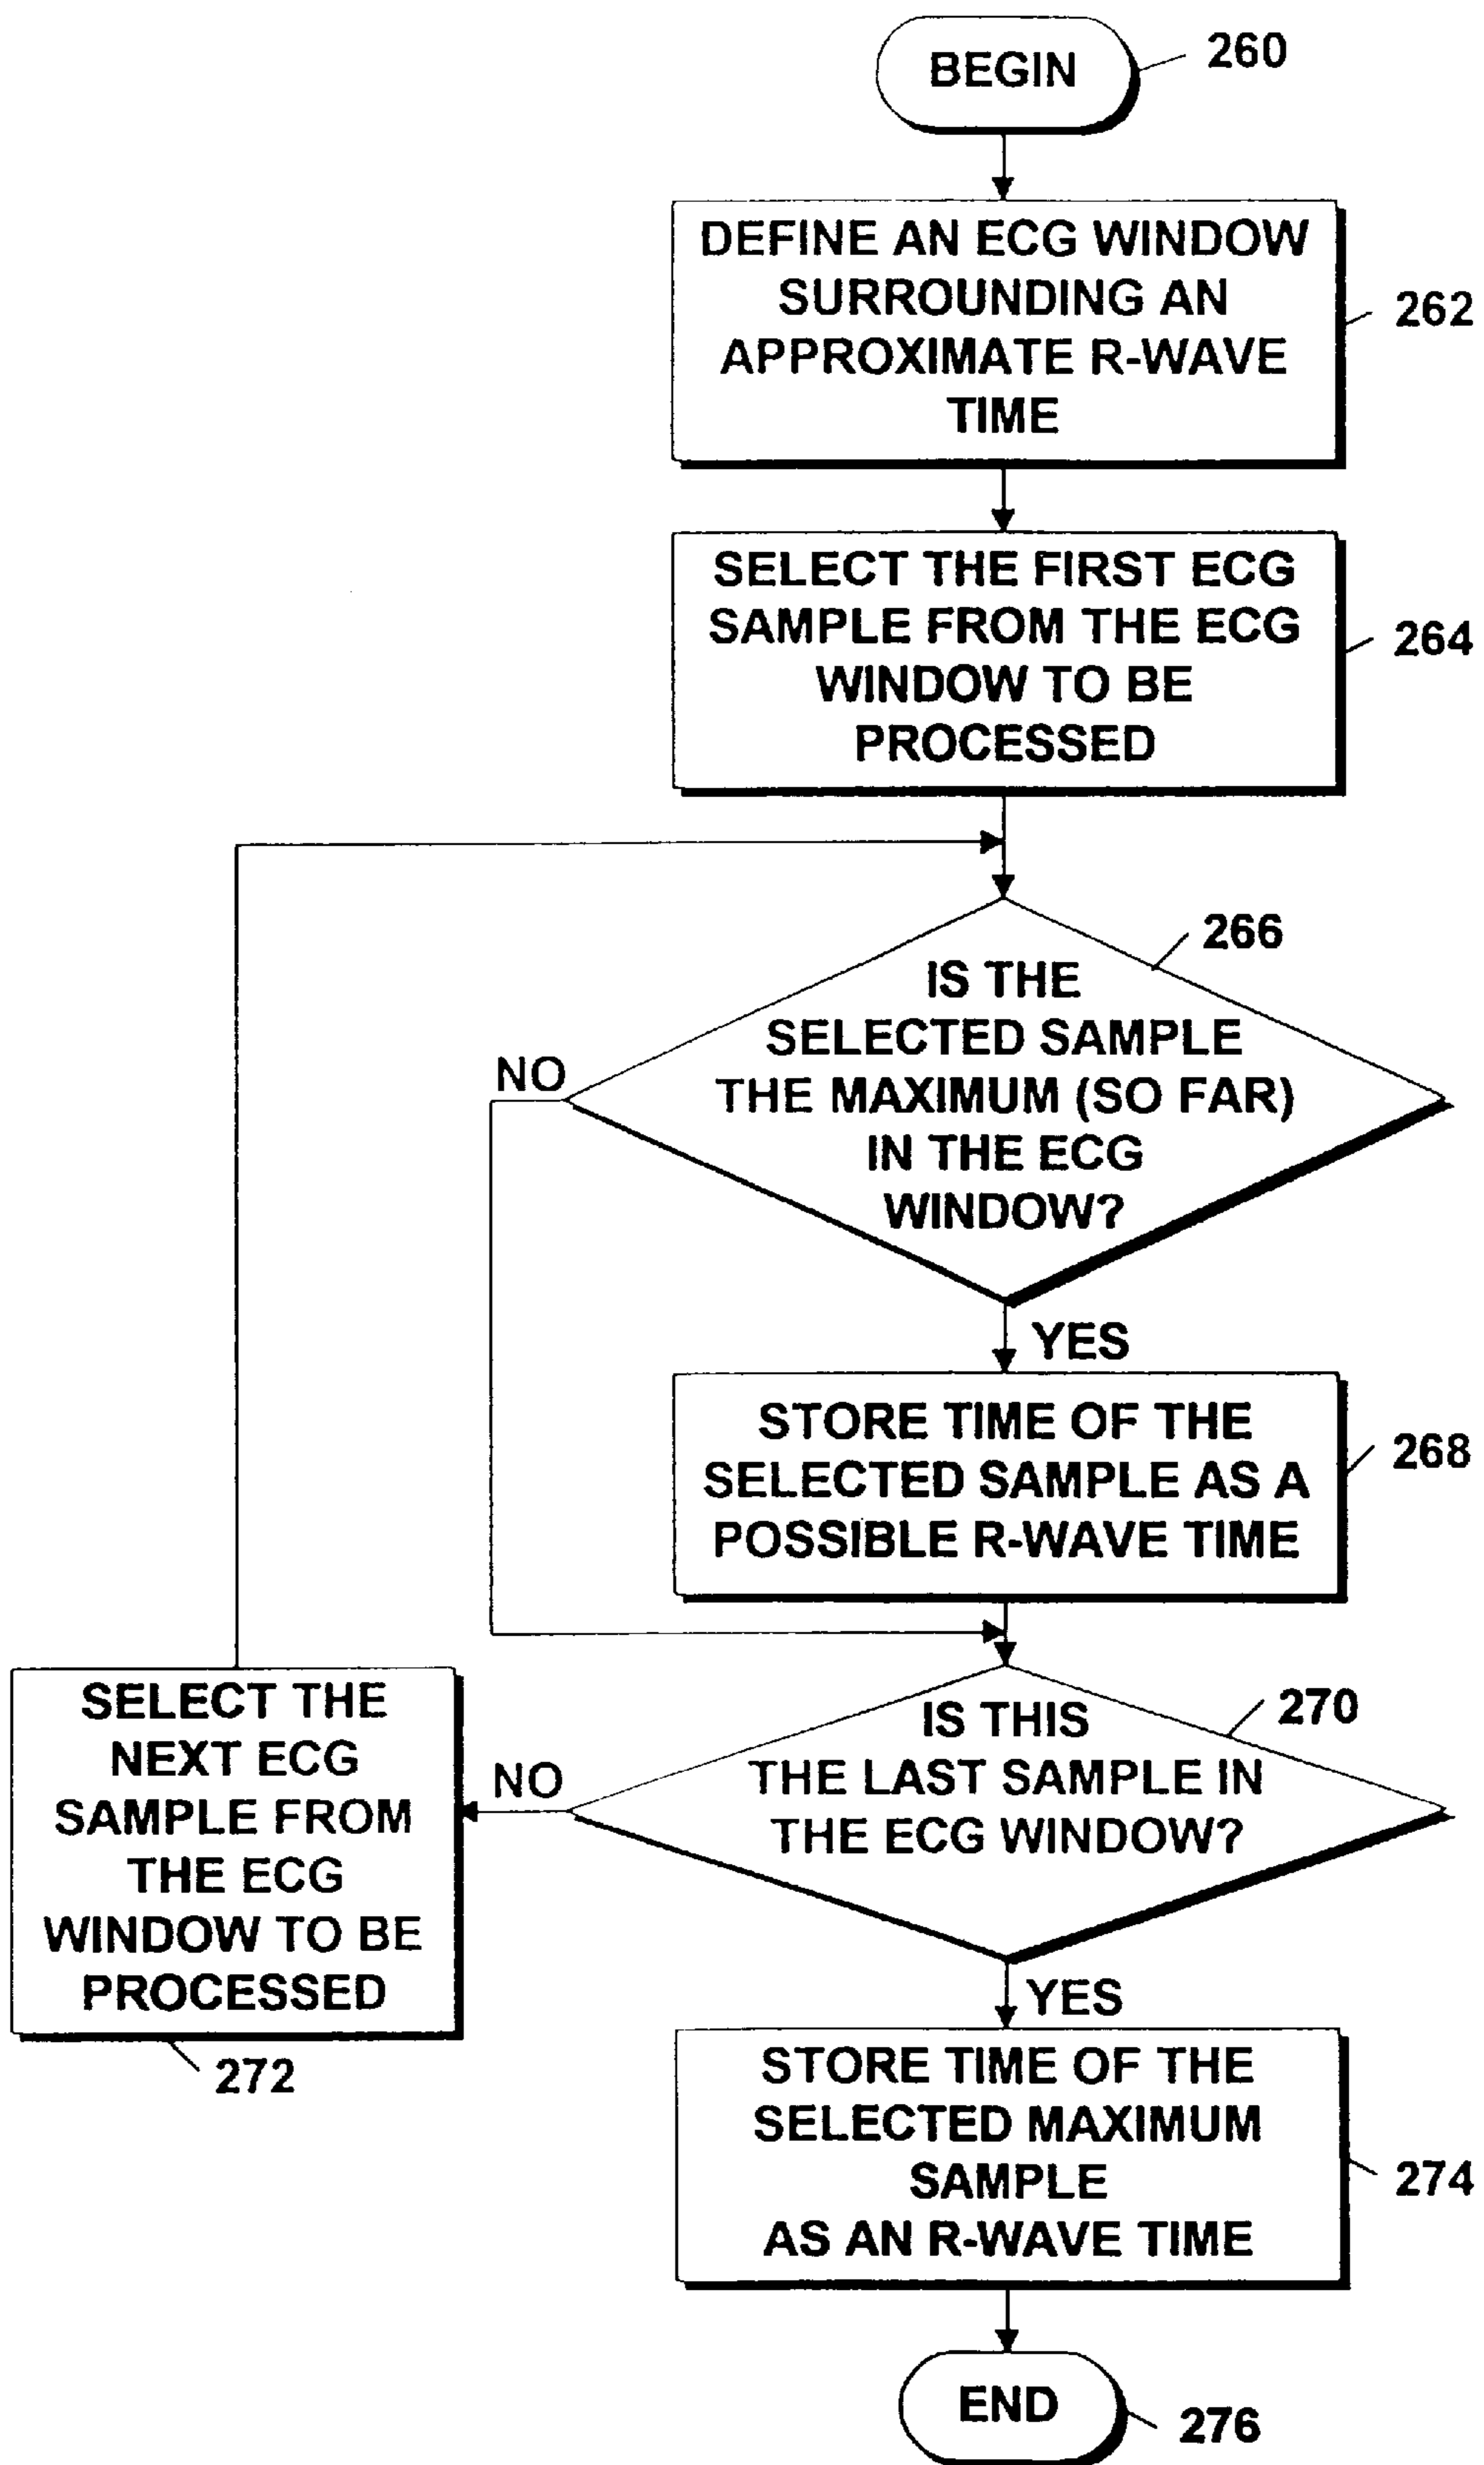 BEGIN
260
DEFINE AN ECG WINDOW
SURROUNDING AN
APPROXIMATE R-WAVE
TIME
262
SELECT THE FIRST ECG
SAMPLE FROM THE ECG
WINDOW TO BE
PROCESSED
264
266
IS THE
SELECTED SAMPLE
THE MAXIMUM (SO FAR)
IN THE ECG
WINDOW?
NO
YES
STORE TIME OF THE
SELECTED SAMPLE AS A
POSSIBLE R-WAVE TIME
268
270
IS THIS
THE LAST SAMPLE IN
THE ECG WINDOW?
NO
SELECT THE
NEXT ECG
SAMPLE FROM
THE ECG
WINDOW TO BE
PROCESSED
272
YES
STORE TIME OF THE
SELECTED MAXIMUM
SAMPLE
AS AN R-WAVE TIME
274
END
276